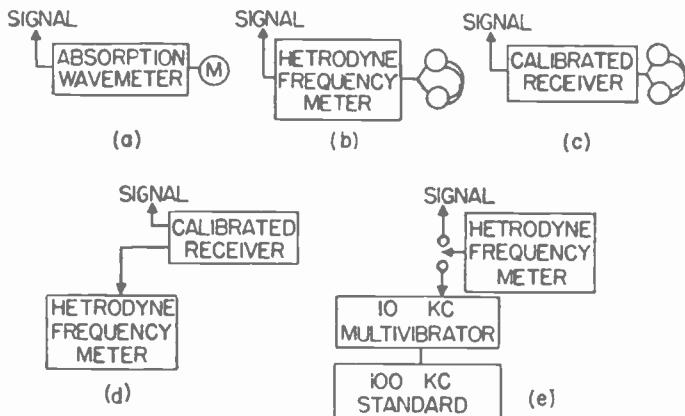 SIGNAL
ABSORPTION
WAVEMETER
M
(a)
SIGNAL
HETRODYNE
FREQUENCY
METER
(b)
SIGNAL
CALIBRATED
RECEIVER
(c)
SIGNAL
CALIBRATED
RECEIVER
HETRODYNE
FREQUENCY
METER
(d)
SIGNAL
HETRODYNE
FREQUENCY
METER
10 KC
MULTIVIBRATOR
100 KC
STANDARD
(e)